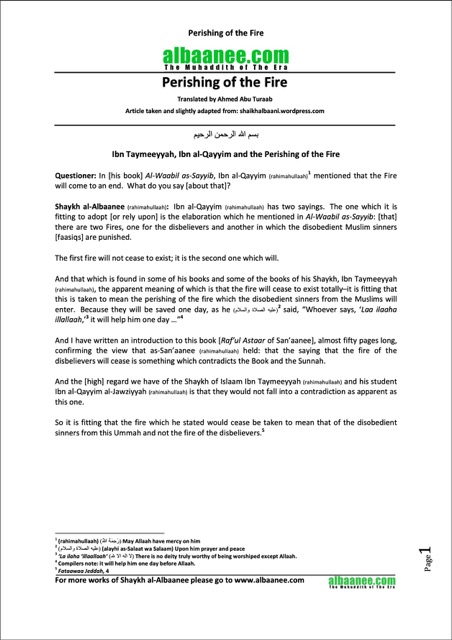 Perishing of the Fire
albaanee.com
The Muhaddith of The Era
Perishing of the Fire
Translated by Ahmed Abu Turaab
Article taken and slightly adapted from: shaikhalbaani.wordpress.com
بسم الله الرحمن الرحيم
Ibn Taymeeyyah, Ibn al-Qayyim and the Perishing of the Fire
Questioner: In [his book] Al-Waabil as-Sayyib, Ibn al-Qayyim (rahimahullaah)1 mentioned that the Fire
will come to an end. What do you say [about that]?
Shaykh al-Albaanee (rahimahullaah): Ibn al-Qayyim (rahimahullaah) has two sayings. The one which it is
fitting to adopt [or rely upon] is the elaboration which he mentioned in Al-Waabil as-Sayyib: [that]
there are two Fires, one for the disbelievers and another in which the disobedient Muslim sinners
[faasiqs] are punished.
The first fire will not cease to exist; it is the second one which will.
And that which is found in some of his books and some of the books of his Shaykh, Ibn Taymeeyyah
(rahimahullaah), the apparent meaning of which is that the fire will cease to exist totally–it is fitting that
this is taken to mean the perishing of the fire which the disobedient sinners from the Muslims will
enter. Because they will be saved one day, as he (عليه الصلاة والسلام)2 said, “Whoever says, ‘Laa ilaaha
illallaah,’3 it will help him one day …”4
And I have written an introduction to this book [Raf’ul Astaar of San’aanee], almost fifty pages long,
confirming the view that as-San’aanee (rahimahullaah) held: that the saying that the fire of the
disbelievers will cease is something which contradicts the Book and the Sunnah.
And the [high] regard we have of the Shaykh of Islaam Ibn Taymeeyyah (rahimahullaah) and his student
Ibn al-Qayyim al-Jawziyyah (rahimahullaah) is that they would not fall into a contradiction as apparent as
this one.
So it is fitting that the fire which he stated would cease be taken to mean that of the disobedient
sinners from this Ummah and not the fire of the disbelievers.5
1 (rahimahullaah) (رحمه الله) May Allaah have mercy on him
2 (عليه الصلاة والسلام) (alayhi as-Salaat wa Salaam) Upon him prayer and peace
3 ‘La ilaha ‘illaallaah’ (لا اله الا الله) There is no deity truly worthy of being worshiped except Allaah.
4 Compilers note: it will help him one day before Allaah.
5 Fataawaa Jeddah, 4
For more works of Shaykh al-Albaanee please go to www.albaanee.com
albaanee.com
The Muhaddith of The Era
Page1